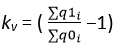 kᵥ = ( ∑q1ᵢ / ∑q0ᵢ −1)